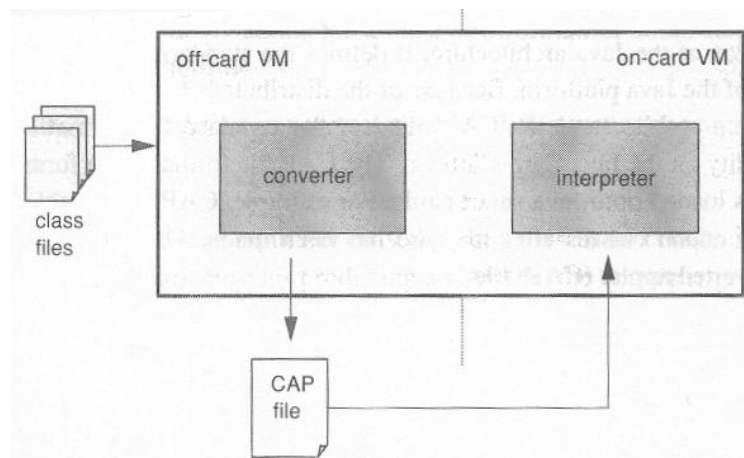 off-card VM
on-card VM
converter
interpreter
class
files
CAP
file